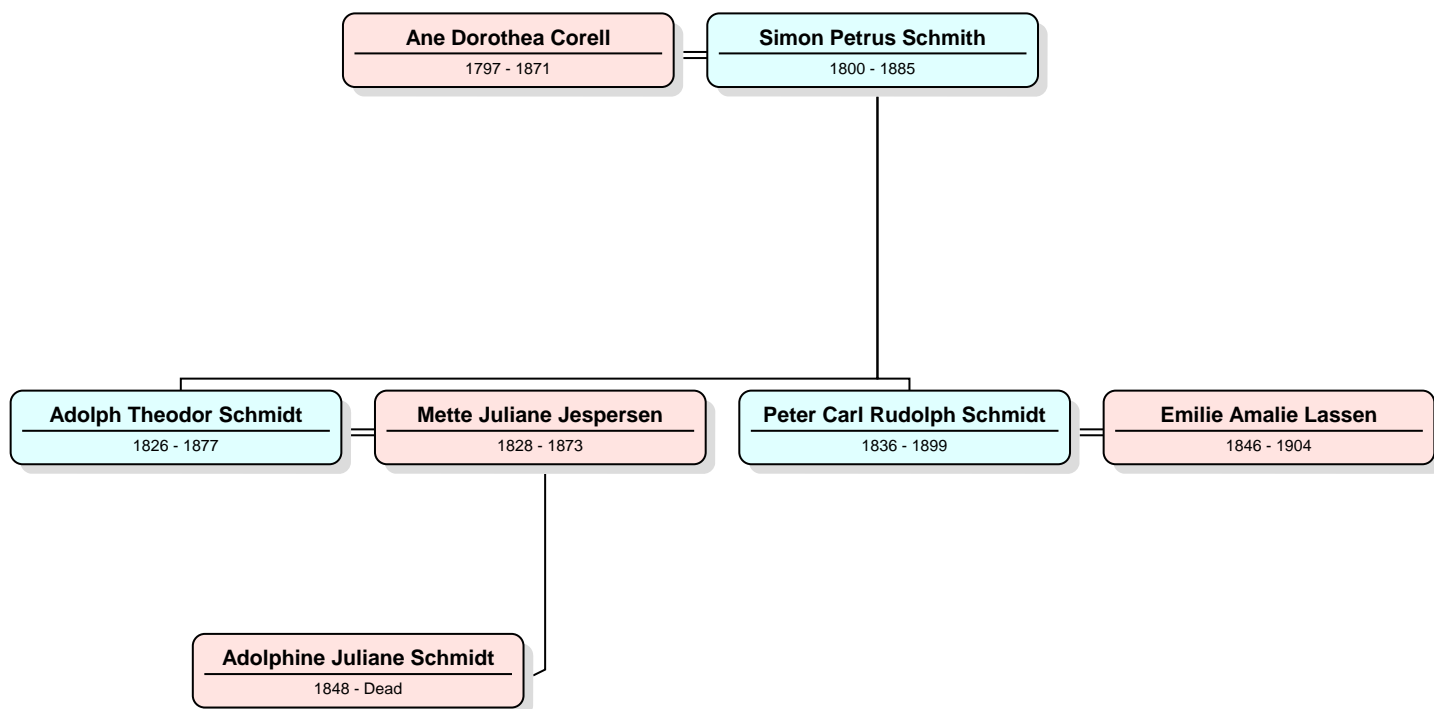 Ane Dorothea Corell
1797 - 1871
Simon Petrus Schmith
1800 - 1885
Adolph Theodor Schmidt
1826 - 1877
Mette Juliane Jespersen
1828 - 1873
Peter Carl Rudolph Schmidt
1836 - 1899
Emilie Amalie Lassen
1846 - 1904
Adolphine Juliane Schmidt
1848 - Dead